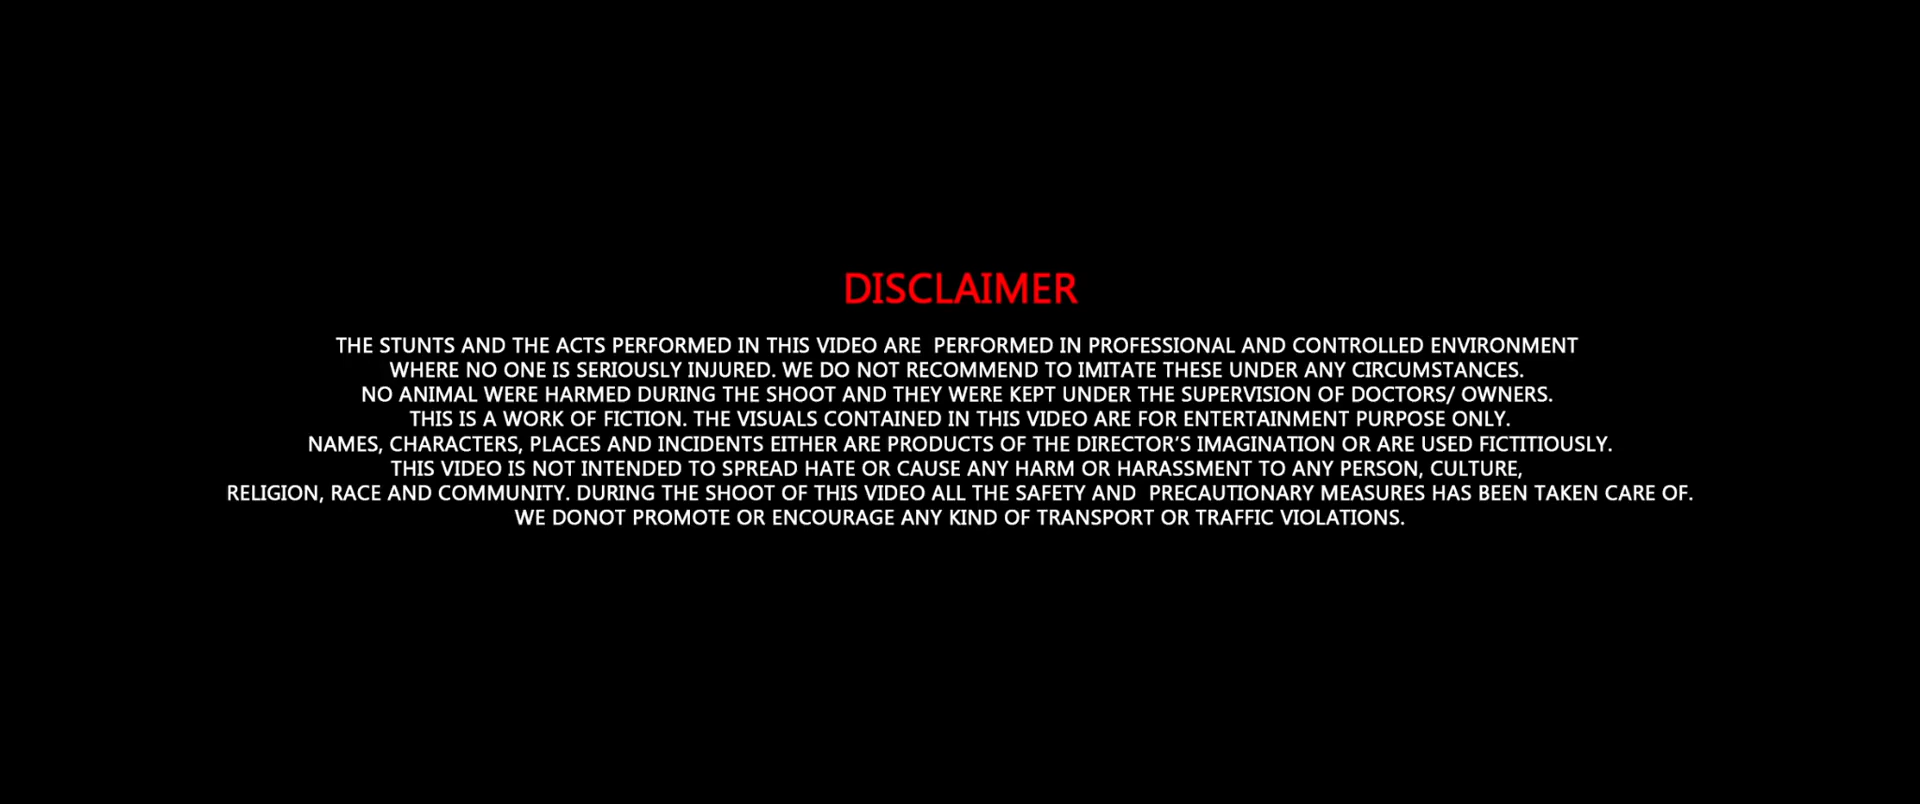 DISCLAIMER
THE STUNTS AND THE ACTS PERFORMED IN THIS VIDEO ARE  PERFORMED IN PROFESSIONAL AND CONTROLLED ENVIRONMENT
WHERE NO ONE IS SERIOUSLY INJURED. WE DO NOT RECOMMEND TO IMITATE THESE UNDER ANY CIRCUMSTANCES.
NO ANIMAL WERE HARMED DURING THE SHOOT AND THEY WERE KEPT UNDER THE SUPERVISION OF DOCTORS/ OWNERS.
THIS IS A WORK OF FICTION. THE VISUALS CONTAINED IN THIS VIDEO ARE FOR ENTERTAINMENT PURPOSE ONLY.
NAMES, CHARACTERS, PLACES AND INCIDENTS EITHER ARE PRODUCTS OF THE DIRECTOR’S IMAGINATION OR ARE USED FICTITIOUSLY.
THIS VIDEO IS NOT INTENDED TO SPREAD HATE OR CAUSE ANY HARM OR HARASSMENT TO ANY PERSON, CULTURE,
RELIGION, RACE AND COMMUNITY. DURING THE SHOOT OF THIS VIDEO ALL THE SAFETY AND  PRECAUTIONARY MEASURES HAS BEEN TAKEN CARE OF.
WE DONOT PROMOTE OR ENCOURAGE ANY KIND OF TRANSPORT OR TRAFFIC VIOLATIONS.